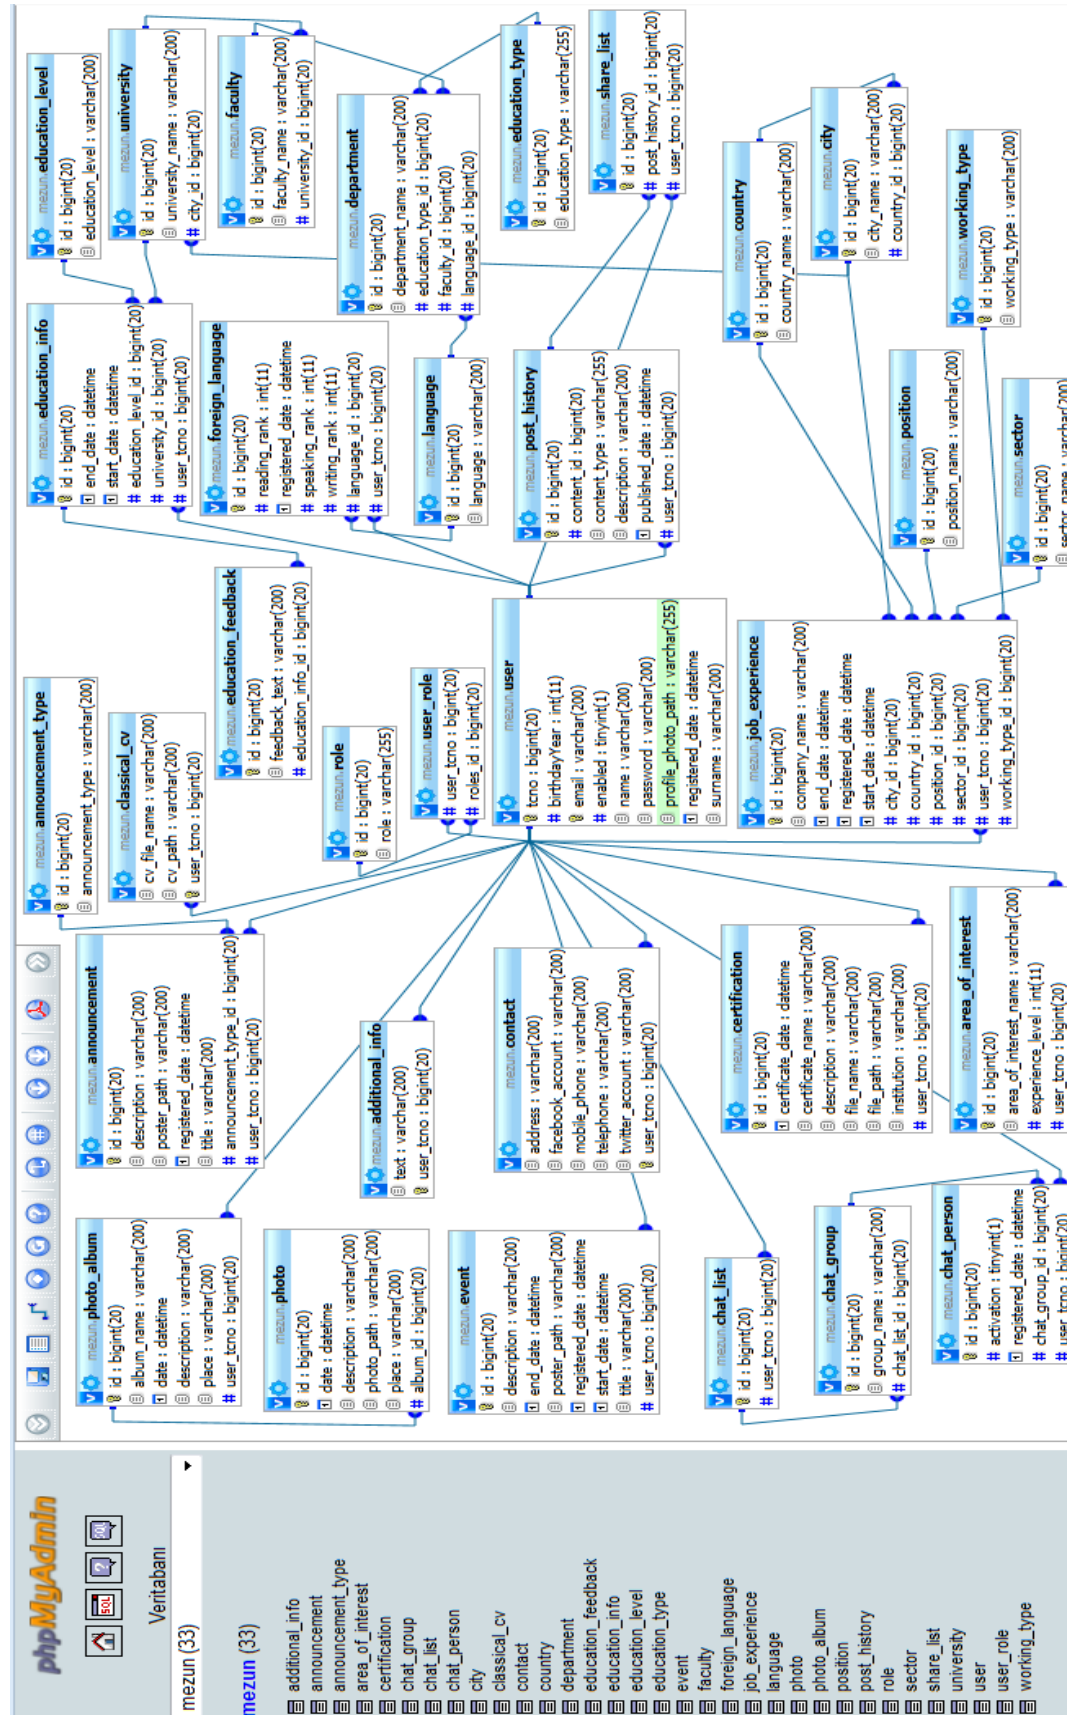 phpMyAdmin
SQL
?
SQL
Veritabanı
mezun (33)
mezun (33)
additional_info
announcement
announcement_type
area_of_interest
certification
chat_group
chat_list
chat_person
city
classical_cv
contact
country
department
education_feedback
education_info
education_level
education_type
event
faculty
foreign_language
job_experience
language
photo
photo_album
position
post_history
role
sector
share_list
university
user
user_role
working_type
mezun.photo_album
id : bigint(20)
album_name : varchar(200)
date : datetime
description : varchar(200)
place : varchar(200)
user_tcno : bigint(20)
mezun.photo
id : bigint(20)
date : datetime
description : varchar(200)
photo_path : varchar(200)
place : varchar(200)
album_id : bigint(20)
mezun.event
id : bigint(20)
description : varchar(200)
end_date : datetime
poster_path : varchar(200)
registered_date : datetime
start_date : datetime
title : varchar(200)
user_tcno : bigint(20)
mezun.chat_list
id : bigint(20)
user_tcno : bigint(20)
mezun.chat_group
id : bigint(20)
group_name : varchar(200)
chat_list_id : bigint(20)
mezun.chat_person
id : bigint(20)
activation : tinyint(1)
registered_date : datetime
chat_group_id : bigint(20)
user_tcno : bigint(20)
mezun.announcement
id : bigint(20)
description : varchar(200)
poster_path : varchar(200)
registered_date : datetime
title : varchar(200)
announcement_type_id : bigint(20)
user_tcno : bigint(20)
mezun.additional_info
text : varchar(200)
user_tcno : bigint(20)
mezun.contact
address : varchar(200)
facebook_account : varchar(200)
mobile_phone : varchar(200)
telephone : varchar(200)
twitter_account : varchar(200)
user_tcno : bigint(20)
mezun.certification
id : bigint(20)
certificate_date : datetime
certificate_name : varchar(200)
description : varchar(200)
file_name : varchar(200)
file_path : varchar(200)
institution : varchar(200)
user_tcno : bigint(20)
mezun.area_of_interest
id : bigint(20)
area_of_interest_name : varchar(200)
experience_level : int(11)
user_tcno : bigint(20)
mezun.announcement_type
id : bigint(20)
announcement_type : varchar(200)
mezun.classical_cv
cv_file_name : varchar(200)
cv_path : varchar(200)
user_tcno : bigint(20)
mezun.education_feedback
id : bigint(20)
feedback_text : varchar(200)
education_info_id : bigint(20)
mezun.role
id : bigint(20)
role : varchar(255)
mezun.user_role
user_tcno : bigint(20)
roles_id : bigint(20)
mezun.user
tcno : bigint(20)
birthdayYear : int(11)
email : varchar(200)
enabled : tinyint(1)
name : varchar(200)
password : varchar(200)
profile_photo_path : varchar(255)
registered_date : datetime
surname : varchar(200)
mezun.job_experience
id : bigint(20)
company_name : varchar(200)
end_date : datetime
registered_date : datetime
start_date : datetime
city_id : bigint(20)
country_id : bigint(20)
position_id : bigint(20)
sector_id : bigint(20)
user_tcno : bigint(20)
working_type_id : bigint(20)
mezun.education_info
id : bigint(20)
end_date : datetime
start_date : datetime
education_level_id : bigint(20)
university_id : bigint(20)
user_tcno : bigint(20)
mezun.foreign_language
id : bigint(20)
reading_rank : int(11)
registered_date : datetime
speaking_rank : int(11)
writing_rank : int(11)
language_id : bigint(20)
user_tcno : bigint(20)
mezun.language
id : bigint(20)
language : varchar(200)
mezun.post_history
id : bigint(20)
content_id : bigint(20)
content_type : varchar(255)
description : varchar(200)
published_date : datetime
user_tcno : bigint(20)
mezun.position
id : bigint(20)
position_name : varchar(200)
mezun.sector
id : bigint(20)
sector_name : varchar(200)
mezun.education_level
id : bigint(20)
education_level : varchar(200)
mezun.university
id : bigint(20)
university_name : varchar(200)
city_id : bigint(20)
mezun.faculty
id : bigint(20)
faculty_name : varchar(200)
university_id : bigint(20)
mezun.department
id : bigint(20)
department_name : varchar(200)
education_type_id : bigint(20)
faculty_id : bigint(20)
language_id : bigint(20)
mezun.education_type
id : bigint(20)
education_type : varchar(255)
mezun.share_list
id : bigint(20)
post_history_id : bigint(20)
user_tcno : bigint(20)
mezun.country
id : bigint(20)
country_name : varchar(200)
mezun.city
id : bigint(20)
city_name : varchar(200)
country_id : bigint(20)
mezun.working_type
id : bigint(20)
working_type : varchar(200)